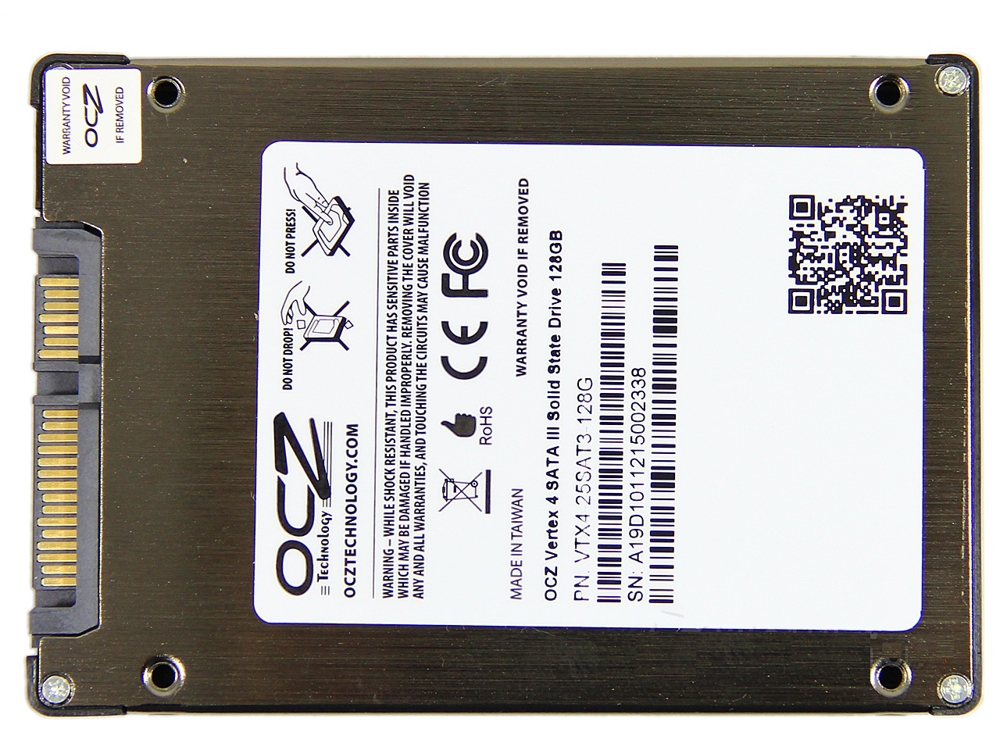 WARRANTY VOID
OCZ
IF REMOVED
OCZ
Technology
OCZTECHNOLOGY.COM
DO NOT DROP!
DO NOT PRESS!
WARNING – WHILE SHOCK RESISTANT, THIS PRODUCT HAS SENSITIVE PARTS INSIDE
WHICH MAY BE DAMAGED IF HANDLED IMPROPERLY. REMOVING THE COVER WILL VOID
ANY AND ALL WARRANTIES, AND TOUCHING THE CIRCUITS MAY CAUSE MALFUNCTION
RoHS
CE FC
MADE IN TAIWAN WARRANTY VOID IF REMOVED
OCZ Vertex 4 SATA III Solid State Drive 128GB
PN: VTX4-25SAT3-128G
SN: A19D1011215002338